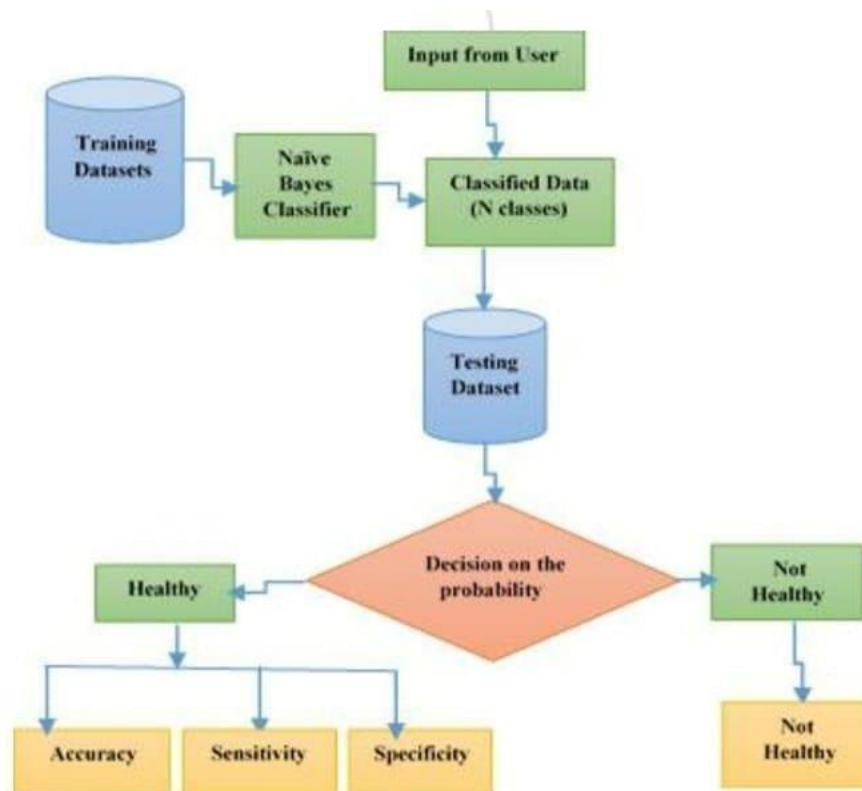 Input from User
Training
Datasets
Naïve
Bayes
Classifier
Classified Data
(N classes)
Testing
Dataset
Decision on the
probability
Healthy
Not
Healthy
Accuracy
Sensitivity
Specificity
Not
Healthy